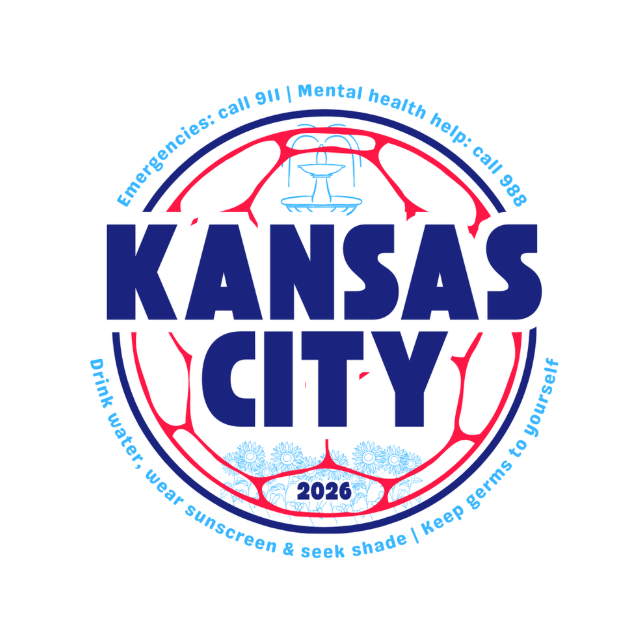 Emergencies: call 911 | Mental health help: call 988
KANSAS
CITY
2026
Drink water, wear sunscreen & seek shade | Keep germs to yourself